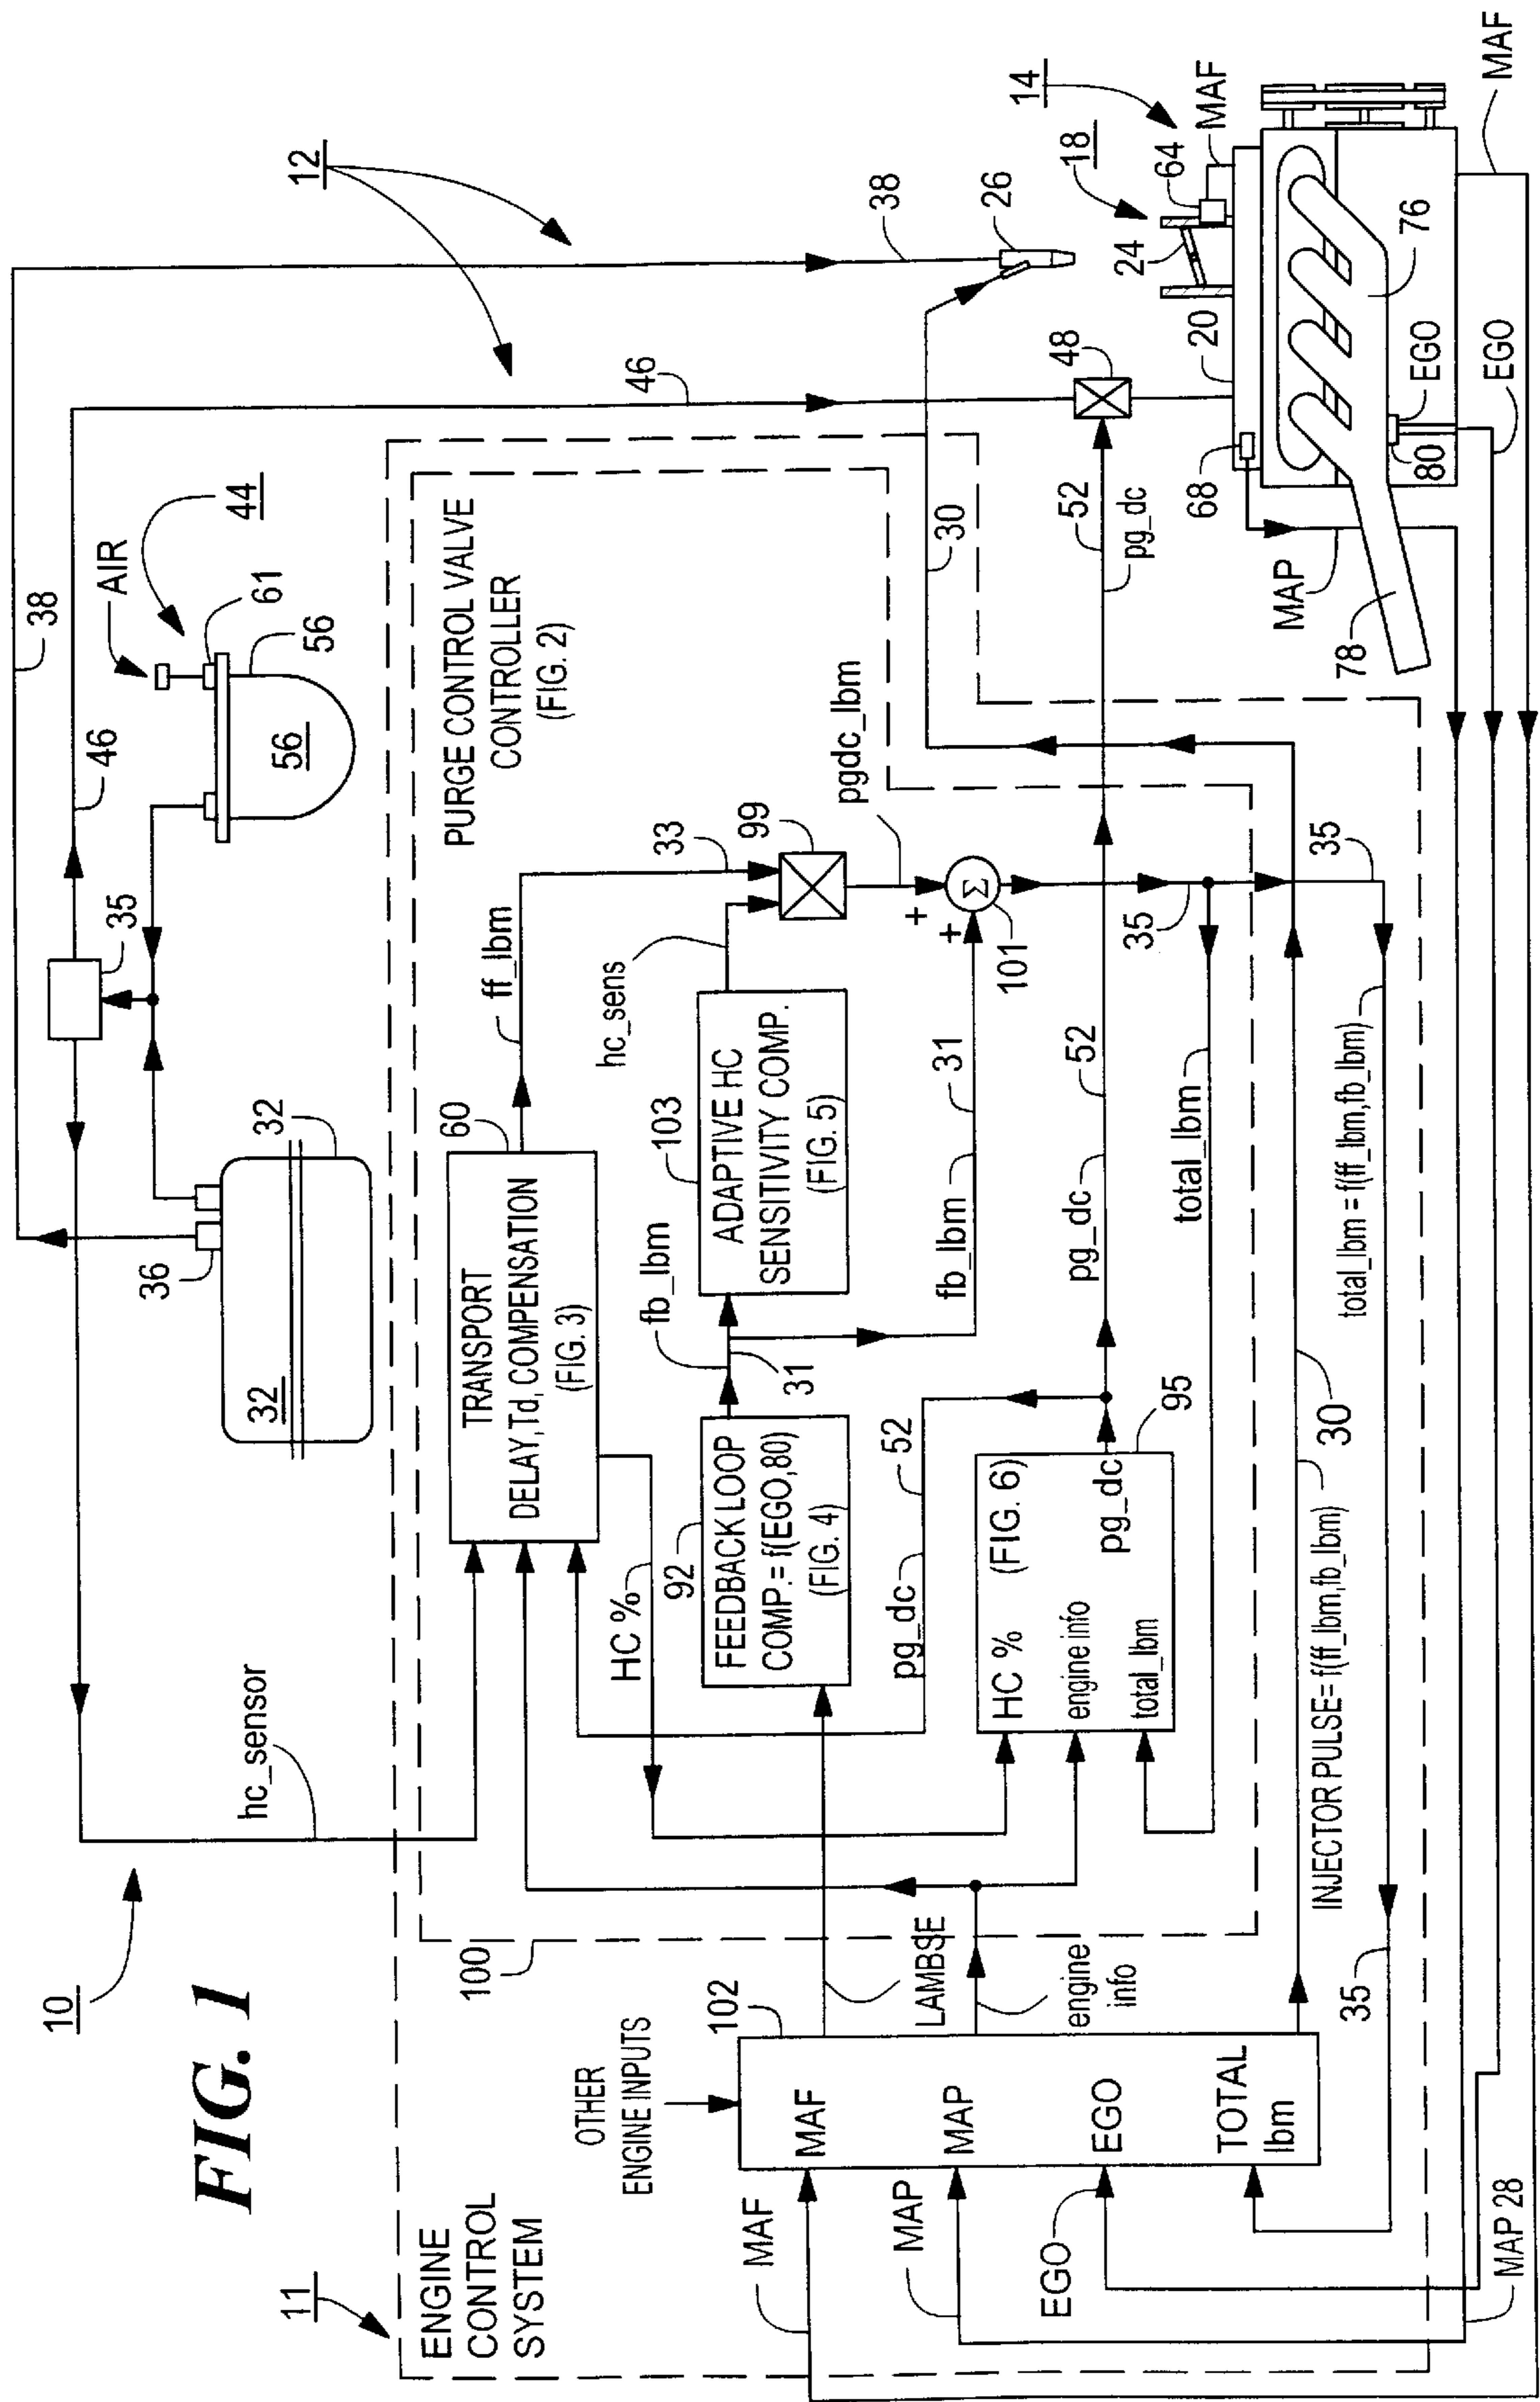 FIG. 1
10
11
ENGINE
CONTROL
SYSTEM
OTHER
ENGINE INPUTS
102
MAF
MAP
EGO
TOTAL
lbm
MAF
MAP
EGO
MAP 28
35
LAMBSE
engine
info
100
hc_sensor
INJECTOR PULSE= f(ff_lbm,fb_lbm)
30
total_lbm = f(ff_lbm,fb_lbm)
35
HC %
TRANSPORT
DELAY,Td, COMPENSATION
(FIG. 3)
60
92
FEEDBACK LOOP
COMP.= f(EGO,80)
(FIG. 4)
fb_lbm
31
103
ADAPTIVE HC
SENSITIVITY COMP.
(FIG. 5)
hc_sens
ff_lbm
33
99
pgdc_lbm
+
+
Σ
101
fb_lbm
31
pg_dc
52
HC %
(FIG. 6)
engine info
pg_dc
total_lbm
95
pg_dc
52
total_lbm
35
PURGE CONTROL VALVE
CONTROLLER
(FIG. 2)
32
32
36
35
46
38
AIR
44
61
56
56
12
46
38
30
26
52
pg_dc
48
14
18
64
MAF
24
20
68
MAP
78
76
80
EGO
EGO
MAF